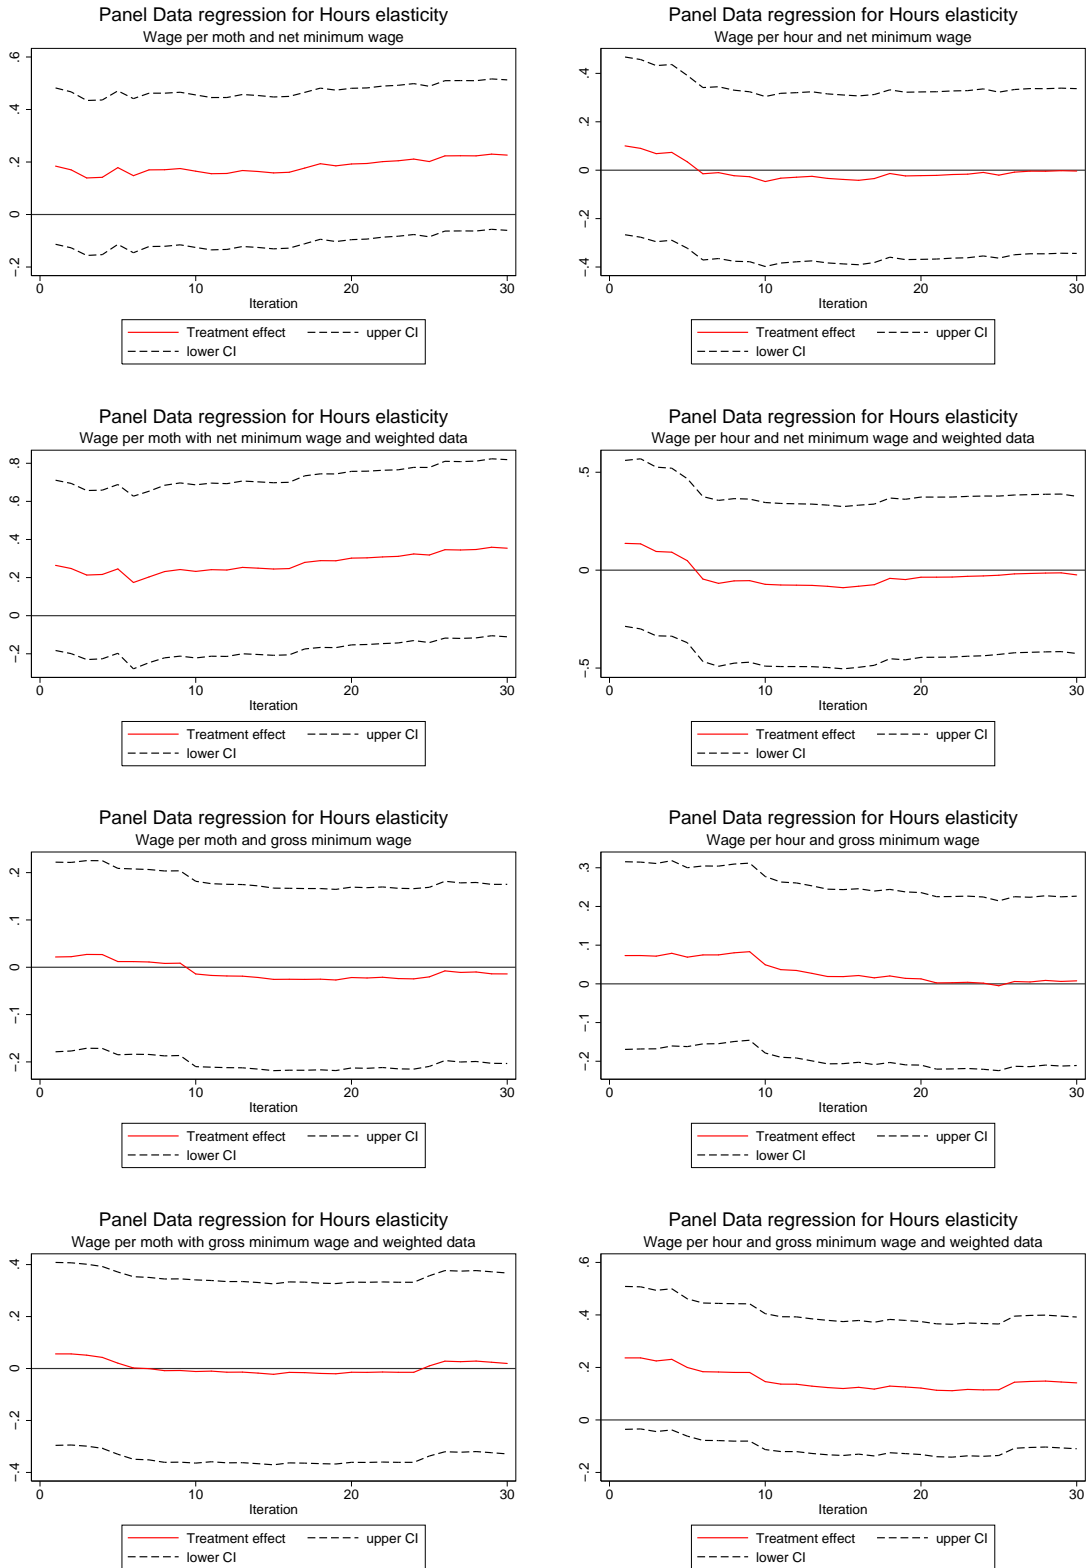 Panel Data regression for Hours elasticity
Wage per moth and net minimum wage
.6
.4
.2
0
−.2
0
10
20
30
Iteration
Treatment effect
upper CI
lower CI
Panel Data regression for Hours elasticity
Wage per hour and net minimum wage
.4
.2
0
−.2
−.4
0
10
20
30
Iteration
Treatment effect
upper CI
lower CI
Panel Data regression for Hours elasticity
Wage per moth with net minimum wage and weighted data
.8
.6
.4
.2
0
−.2
0
10
20
30
Iteration
Treatment effect
upper CI
lower CI
Panel Data regression for Hours elasticity
Wage per hour and net minimum wage and weighted data
.5
0
−.5
0
10
20
30
Iteration
Treatment effect
upper CI
lower CI
Panel Data regression for Hours elasticity
Wage per moth and gross minimum wage
.2
.1
0
−.1
−.2
0
10
20
30
Iteration
Treatment effect
upper CI
lower CI
Panel Data regression for Hours elasticity
Wage per hour and gross minimum wage
.3
.2
.1
0
−.1
−.2
0
10
20
30
Iteration
Treatment effect
upper CI
lower CI
Panel Data regression for Hours elasticity
Wage per moth with gross minimum wage and weighted data
.4
.2
0
−.2
−.4
0
10
20
30
Iteration
Treatment effect
upper CI
lower CI
Panel Data regression for Hours elasticity
Wage per hour and gross minimum wage and weighted data
.6
.4
.2
0
−.2
0
10
20
30
Iteration
Treatment effect
upper CI
lower CI